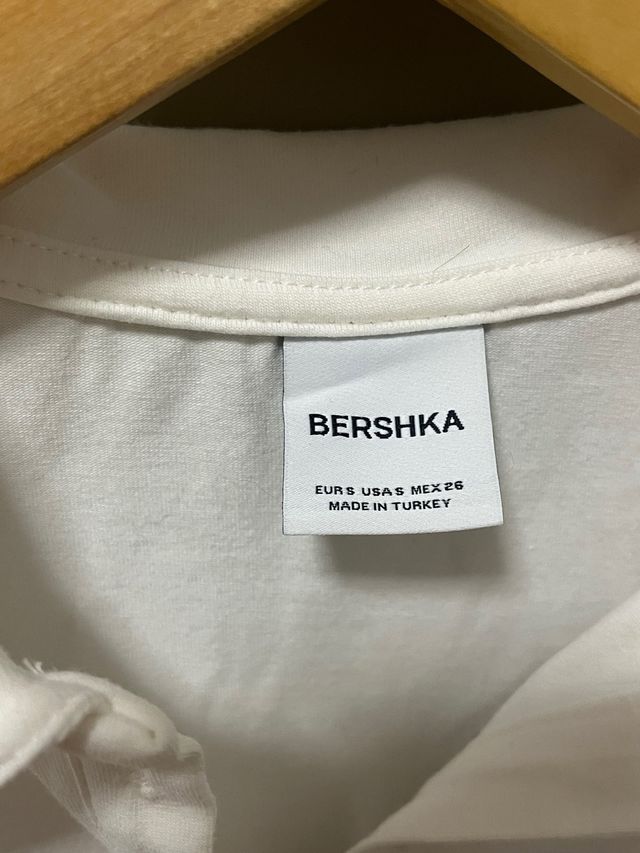 BERSHKA
EUR S USA S MEX 26
MADE IN TURKEY